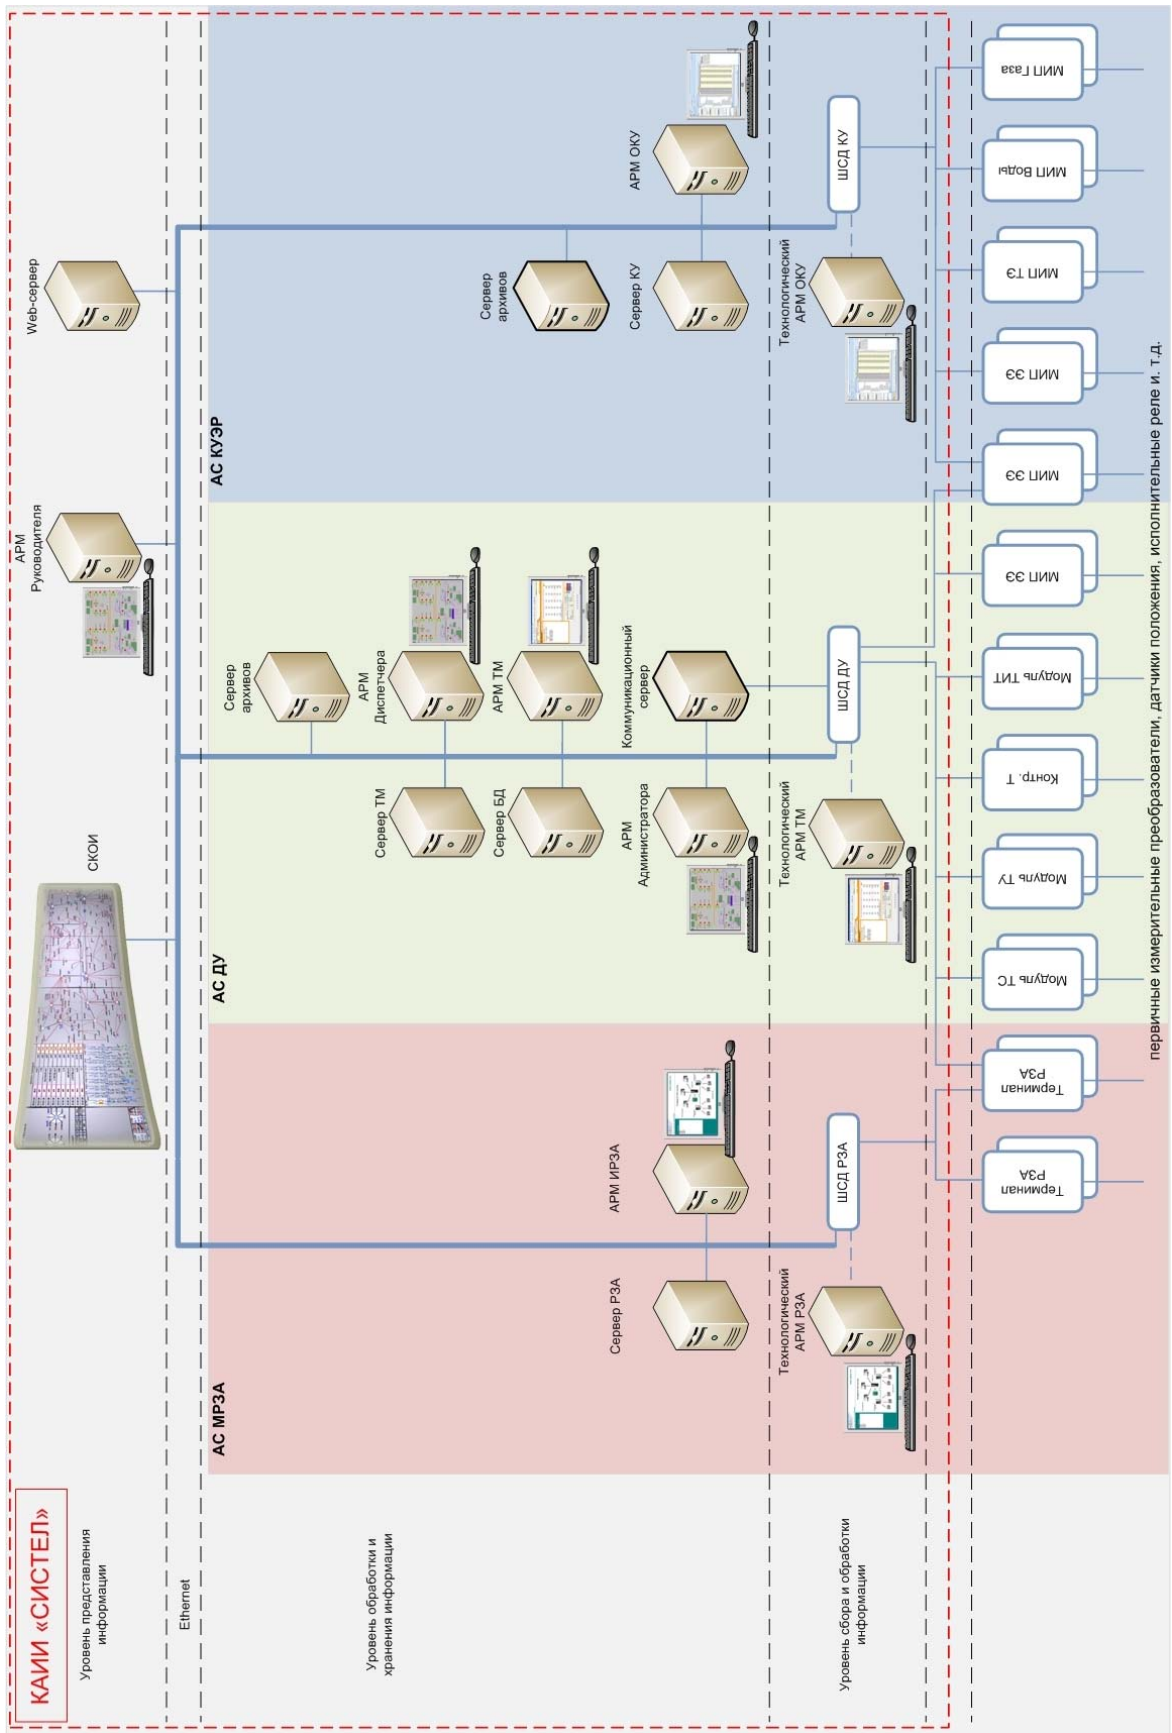 КАИИ «СИСТЕЛ»
Уровень представления
информации
СКОИ
АРМ
Руководителя
Web-сервер
Ethernet
АС МРЗА
АС ДУ
АС КУЭР
Уровень обработки и
хранения информации
Сервер РЗА
АРМ ИРЗА
Сервер
архивов
Сервер ТМ
АРМ
Диспетчера
Сервер БД
АРМ ТМ
АРМ
Администратора
Коммуникационный
сервер
Сервер
архивов
Сервер КУ
АРМ ОКУ
Уровень сбора и обработки
информации
Технологический
АРМ РЗА
ШСД РЗА
Технологический
АРМ ТМ
ШСД ДУ
Технологический
АРМ ОКУ
ШСД КУ
Терминал
РЗА
Терминал
РЗА
Модуль ТС
Модуль ТУ
Контр. Т
Модуль ТИТ
МИП ЭЭ
МИП ЭЭ
МИП ЭЭ
МИП ТЭ
МИП Воды
МИП Газа
первичные измерительные преобразователи, датчики положения, исполнительные реле и. т.д.